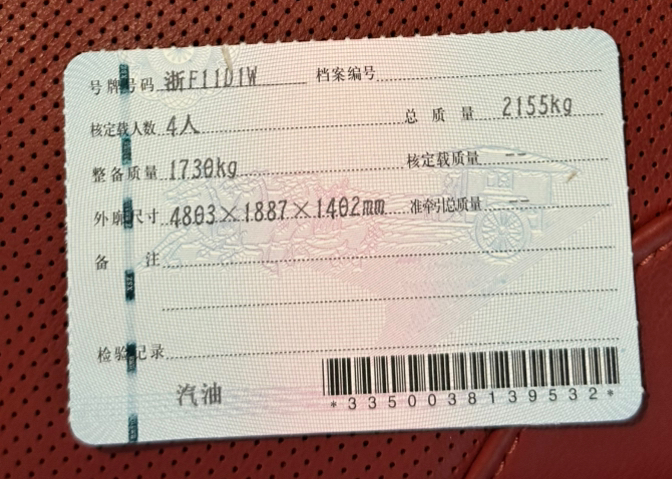 号牌号码 浙F11D1W 档案编号
核定载人数 4人 总质量 2155kg
整备质量 1730kg 核定载质量 --
外廓尺寸 4803×1887×1402mm 准牵引总质量 --
备注
检验记录
汽油
*3350038139532*